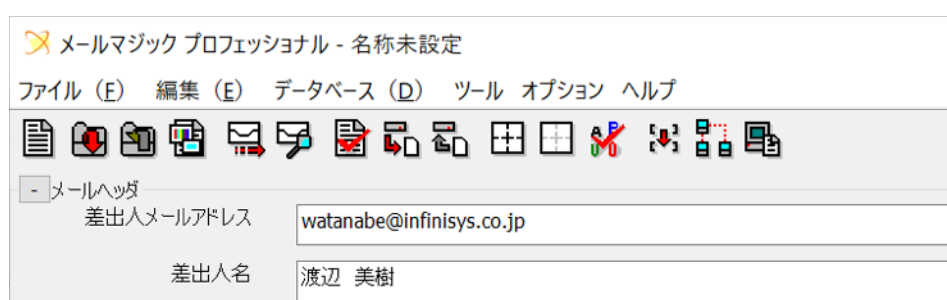 メールマジック プロフェッショナル - 名称未設定
ファイル（F） 編集（E） データベース（D） ツール オプション ヘルプ
- メールヘッダ
差出人メールアドレス watanabe@infinisys.co.jp
差出人名 渡辺 美樹